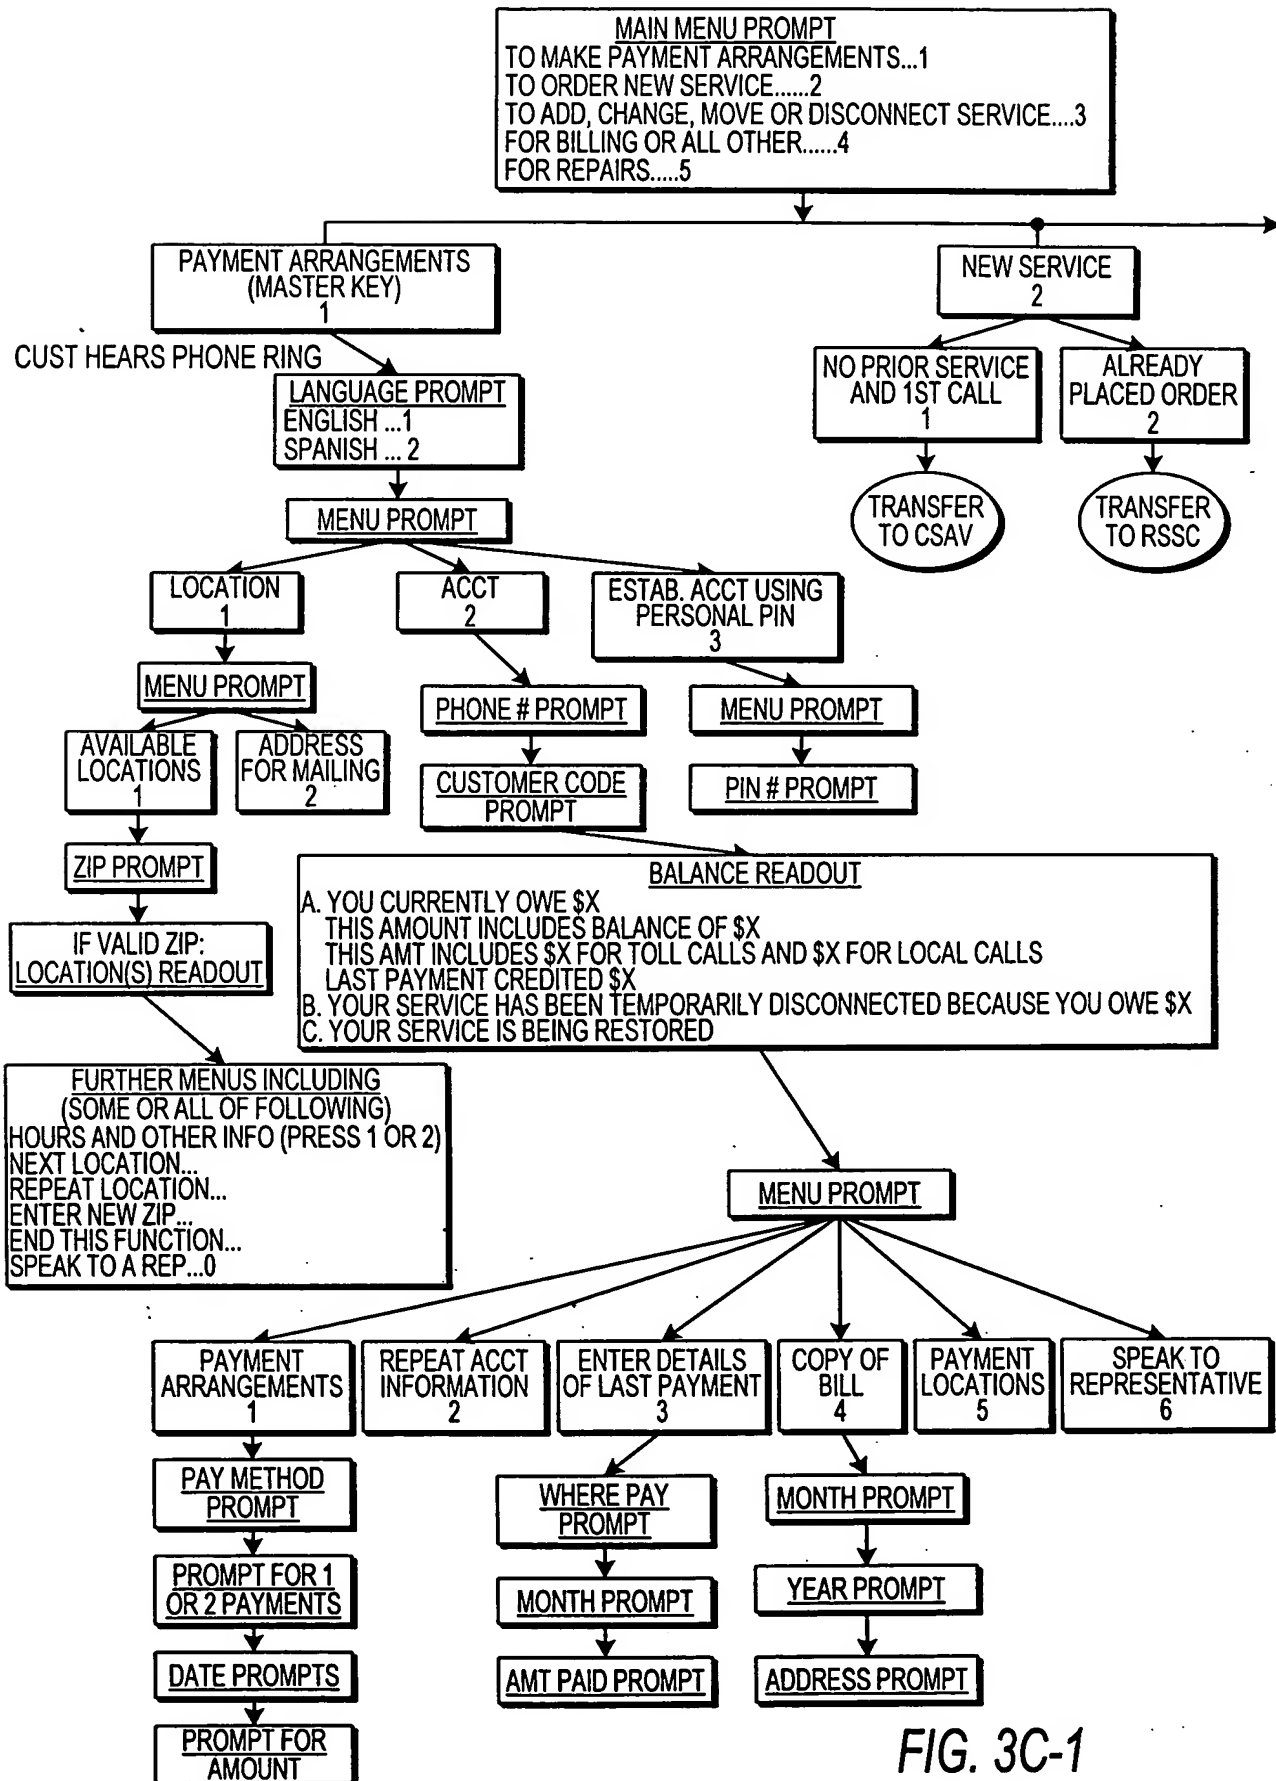 MAIN MENU PROMPT
TO MAKE PAYMENT ARRANGEMENTS...1
TO ORDER NEW SERVICE......2
TO ADD, CHANGE, MOVE OR DISCONNECT SERVICE....3
FOR BILLING OR ALL OTHER......4
FOR REPAIRS.....5
PAYMENT ARRANGEMENTS
(MASTER KEY)
1
NEW SERVICE
2
CUST HEARS PHONE RING
LANGUAGE PROMPT
ENGLISH ...1
SPANISH ... 2
NO PRIOR SERVICE
AND 1ST CALL
1
ALREADY
PLACED ORDER
2
MENU PROMPT
TRANSFER
TO CSAV
TRANSFER
TO RSSC
LOCATION
1
ACCT
2
ESTAB. ACCT USING
PERSONAL PIN
3
MENU PROMPT
PHONE # PROMPT
MENU PROMPT
AVAILABLE
LOCATIONS
1
ADDRESS
FOR MAILING
2
CUSTOMER CODE
PROMPT
PIN # PROMPT
ZIP PROMPT
IF VALID ZIP:
LOCATION(S) READOUT
BALANCE READOUT
A. YOU CURRENTLY OWE $X
THIS AMOUNT INCLUDES BALANCE OF $X
THIS AMT INCLUDES $X FOR TOLL CALLS AND $X FOR LOCAL CALLS
LAST PAYMENT CREDITED $X
B. YOUR SERVICE HAS BEEN TEMPORARILY DISCONNECTED BECAUSE YOU OWE $X
C. YOUR SERVICE IS BEING RESTORED
FURTHER MENUS INCLUDING
(SOME OR ALL OF FOLLOWING)
HOURS AND OTHER INFO (PRESS 1 OR 2)
NEXT LOCATION...
REPEAT LOCATION...
ENTER NEW ZIP...
END THIS FUNCTION...
SPEAK TO A REP...0
MENU PROMPT
PAYMENT
ARRANGEMENTS
1
REPEAT ACCT
INFORMATION
2
ENTER DETAILS
OF LAST PAYMENT
3
COPY OF
BILL
4
PAYMENT
LOCATIONS
5
SPEAK TO
REPRESENTATIVE
6
PAY METHOD
PROMPT
WHERE PAY
PROMPT
MONTH PROMPT
PROMPT FOR 1
OR 2 PAYMENTS
MONTH PROMPT
YEAR PROMPT
DATE PROMPTS
AMT PAID PROMPT
ADDRESS PROMPT
PROMPT FOR
AMOUNT
FIG. 3C-1